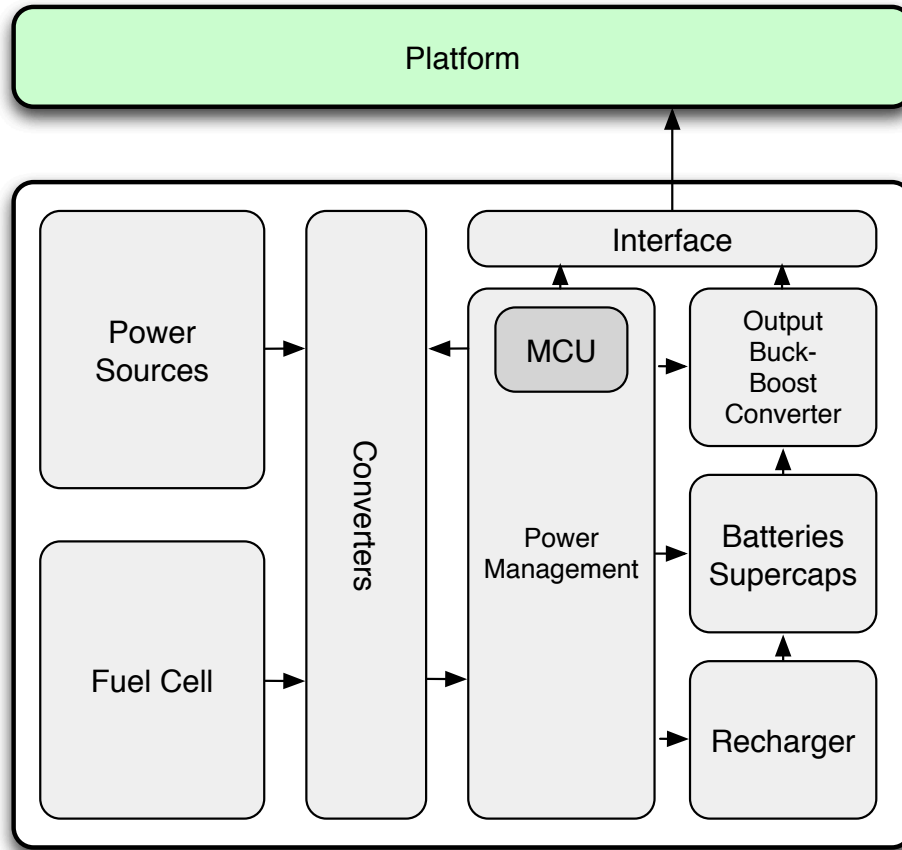 Platform
Interface
Power
Sources
Converters
MCU
Output
Buck-
Boost
Converter
Power
Management
Batteries
Supercaps
Fuel Cell
Recharger